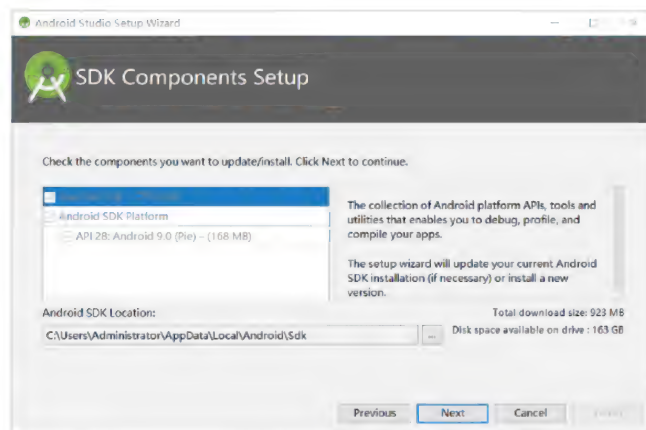 Android Studio Setup Wizard
SDK Components Setup
Check the components you want to update/install. Click Next to continue.
Android SDK Platform
API 28: Android 9.0 (Pie) – (168 MB)
The collection of Android platform APIs, tools and
utilities that enables you to debug, profile, and
compile your apps.
The setup wizard will update your current Android
SDK installation (if necessary) or install a new
version.
Android SDK Location:
Total download size: 923 MB
C:\Users\Administrator\AppData\Local\Android\Sdk
...
Disk space available on drive : 163 GB
Previous
Next
Cancel